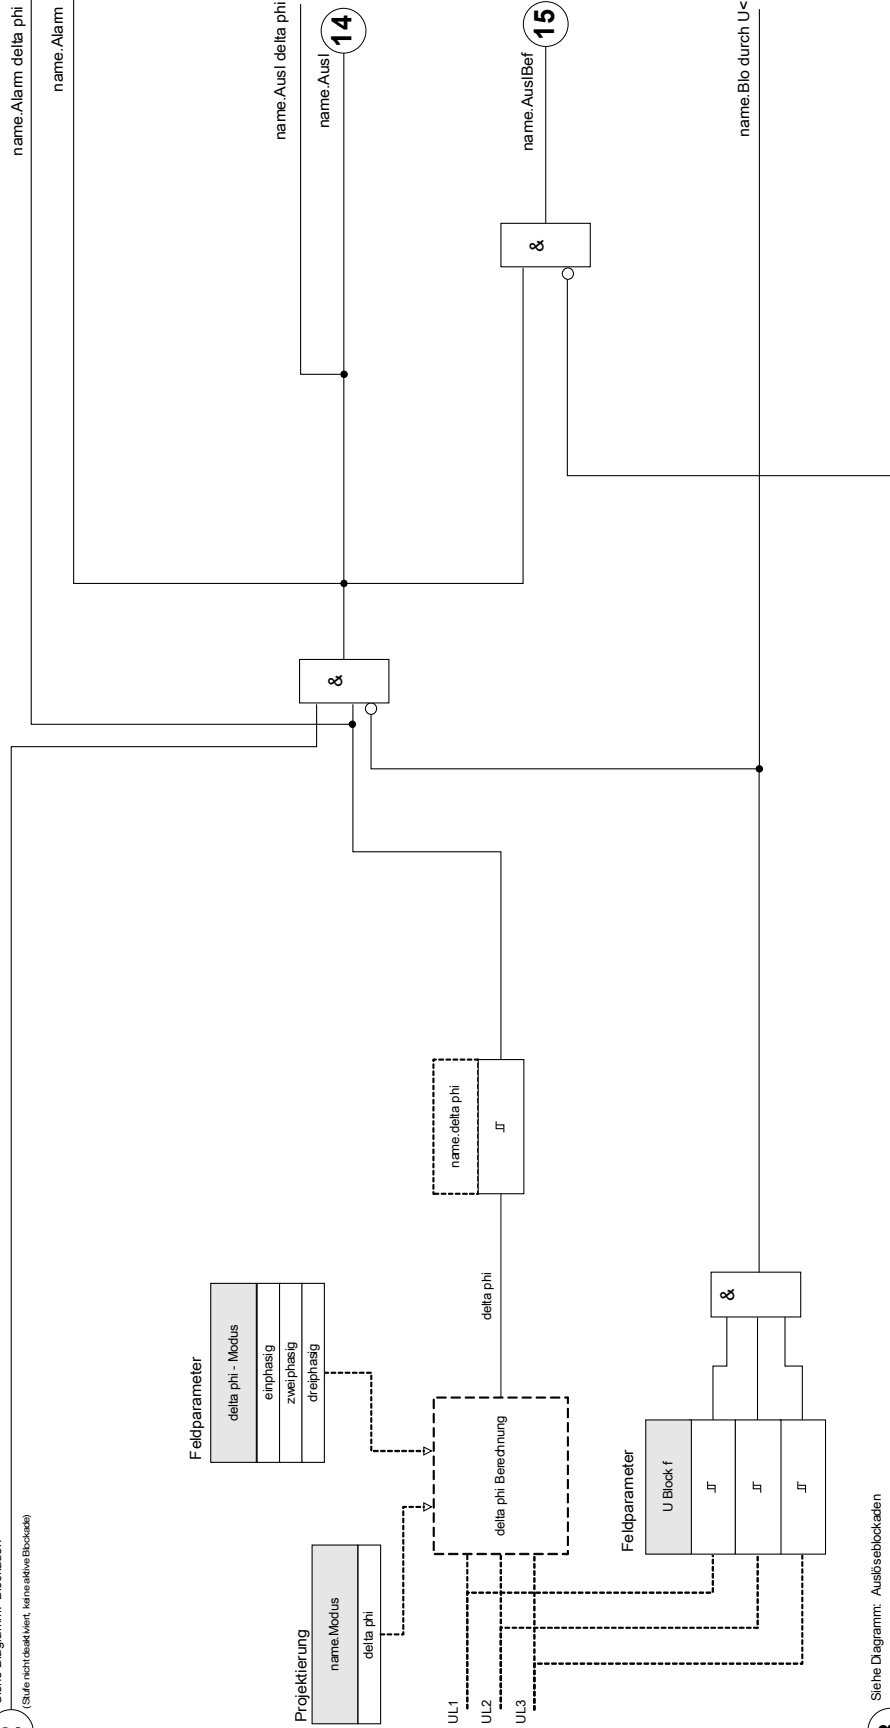 name.Alarm delta phi
name.Alarm
name.Ausl delta phi
name.Ausl
14
name.AuslBef
15
name.Blo durch U<
&
&
name.delta phi
delta phi
Feldparameter
delta phi - Modus
einphasig
zweiphasig
dreiphasig
&
(Stufe nicht deaktiviert, keine aktive Blockade)
Projektierung
name.Modus
delta phi
delta phi Berechnung
Feldparameter
U Block f
UL1
UL2
UL3
Siehe Diagramm: Auslöseblockaden